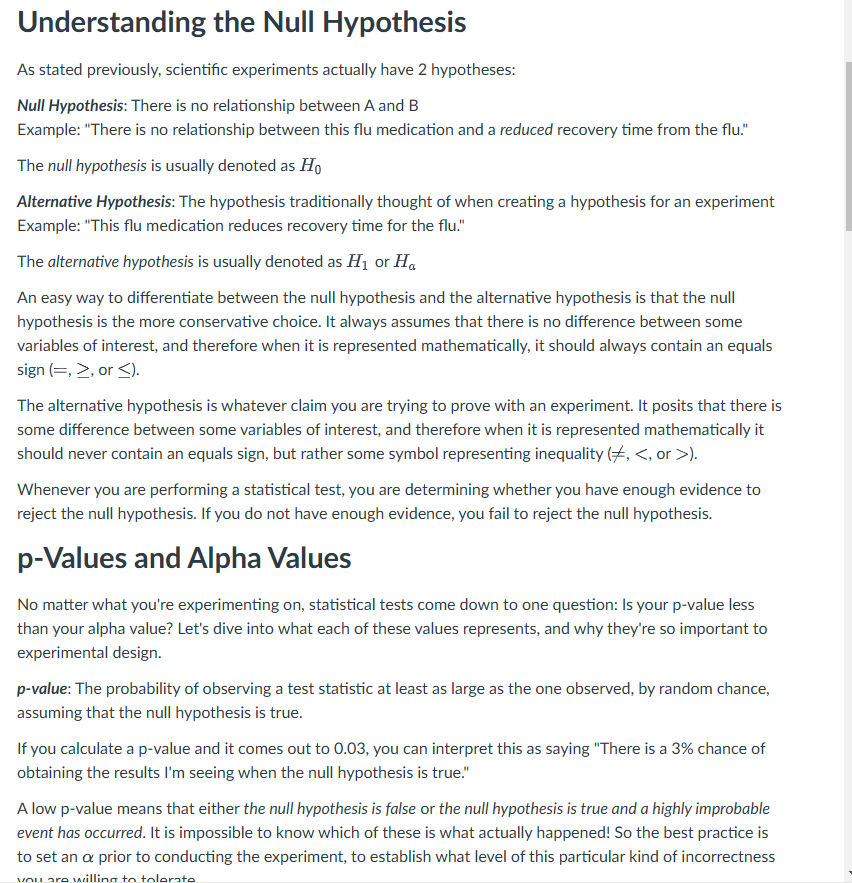 Understanding the Null Hypothesis
As stated previously, scientific experiments actually have 2 hypotheses:
Null Hypothesis: There is no relationship between A and B
Example: "There is no relationship between this flu medication and a reduced recovery time from the flu."
The null hypothesis is usually denoted as H₀
Alternative Hypothesis: The hypothesis traditionally thought of when creating a hypothesis for an experiment
Example: "This flu medication reduces recovery time for the flu."
The alternative hypothesis is usually denoted as H₁ or Hₐ
An easy way to differentiate between the null hypothesis and the alternative hypothesis is that the null
hypothesis is the more conservative choice. It always assumes that there is no difference between some
variables of interest, and therefore when it is represented mathematically, it should always contain an equals
sign (=, ≥, or ≤).
The alternative hypothesis is whatever claim you are trying to prove with an experiment. It posits that there is
some difference between some variables of interest, and therefore when it is represented mathematically it
should never contain an equals sign, but rather some symbol representing inequality (≠, <, or >).
Whenever you are performing a statistical test, you are determining whether you have enough evidence to
reject the null hypothesis. If you do not have enough evidence, you fail to reject the null hypothesis.
p-Values and Alpha Values
No matter what you're experimenting on, statistical tests come down to one question: Is your p-value less
than your alpha value? Let's dive into what each of these values represents, and why they're so important to
experimental design.
p-value: The probability of observing a test statistic at least as large as the one observed, by random chance,
assuming that the null hypothesis is true.
If you calculate a p-value and it comes out to 0.03, you can interpret this as saying "There is a 3% chance of
obtaining the results I'm seeing when the null hypothesis is true."
A low p-value means that either the null hypothesis is false or the null hypothesis is true and a highly improbable
event has occurred. It is impossible to know which of these is what actually happened! So the best practice is
to set an α prior to conducting the experiment, to establish what level of this particular kind of incorrectness
you are willing to tolerate